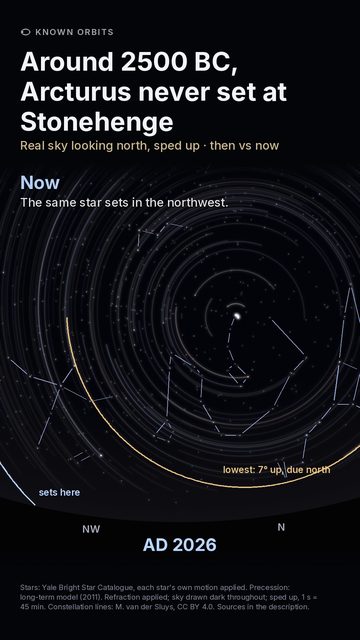 KNOWN ORBITS
Around 2500 BC,
Arcturus never set at
Stonehenge
Real sky looking north, sped up · then vs now
Now
The same star sets in the northwest.
lowest: 7° up, due north
sets here
NW
N
AD 2026
Stars: Yale Bright Star Catalogue, each star's own motion applied. Precession:
long-term model (2011). Refraction applied; sky drawn dark throughout; sped up, 1 s =
45 min. Constellation lines: M. van der Sluys, CC BY 4.0. Sources in the description.